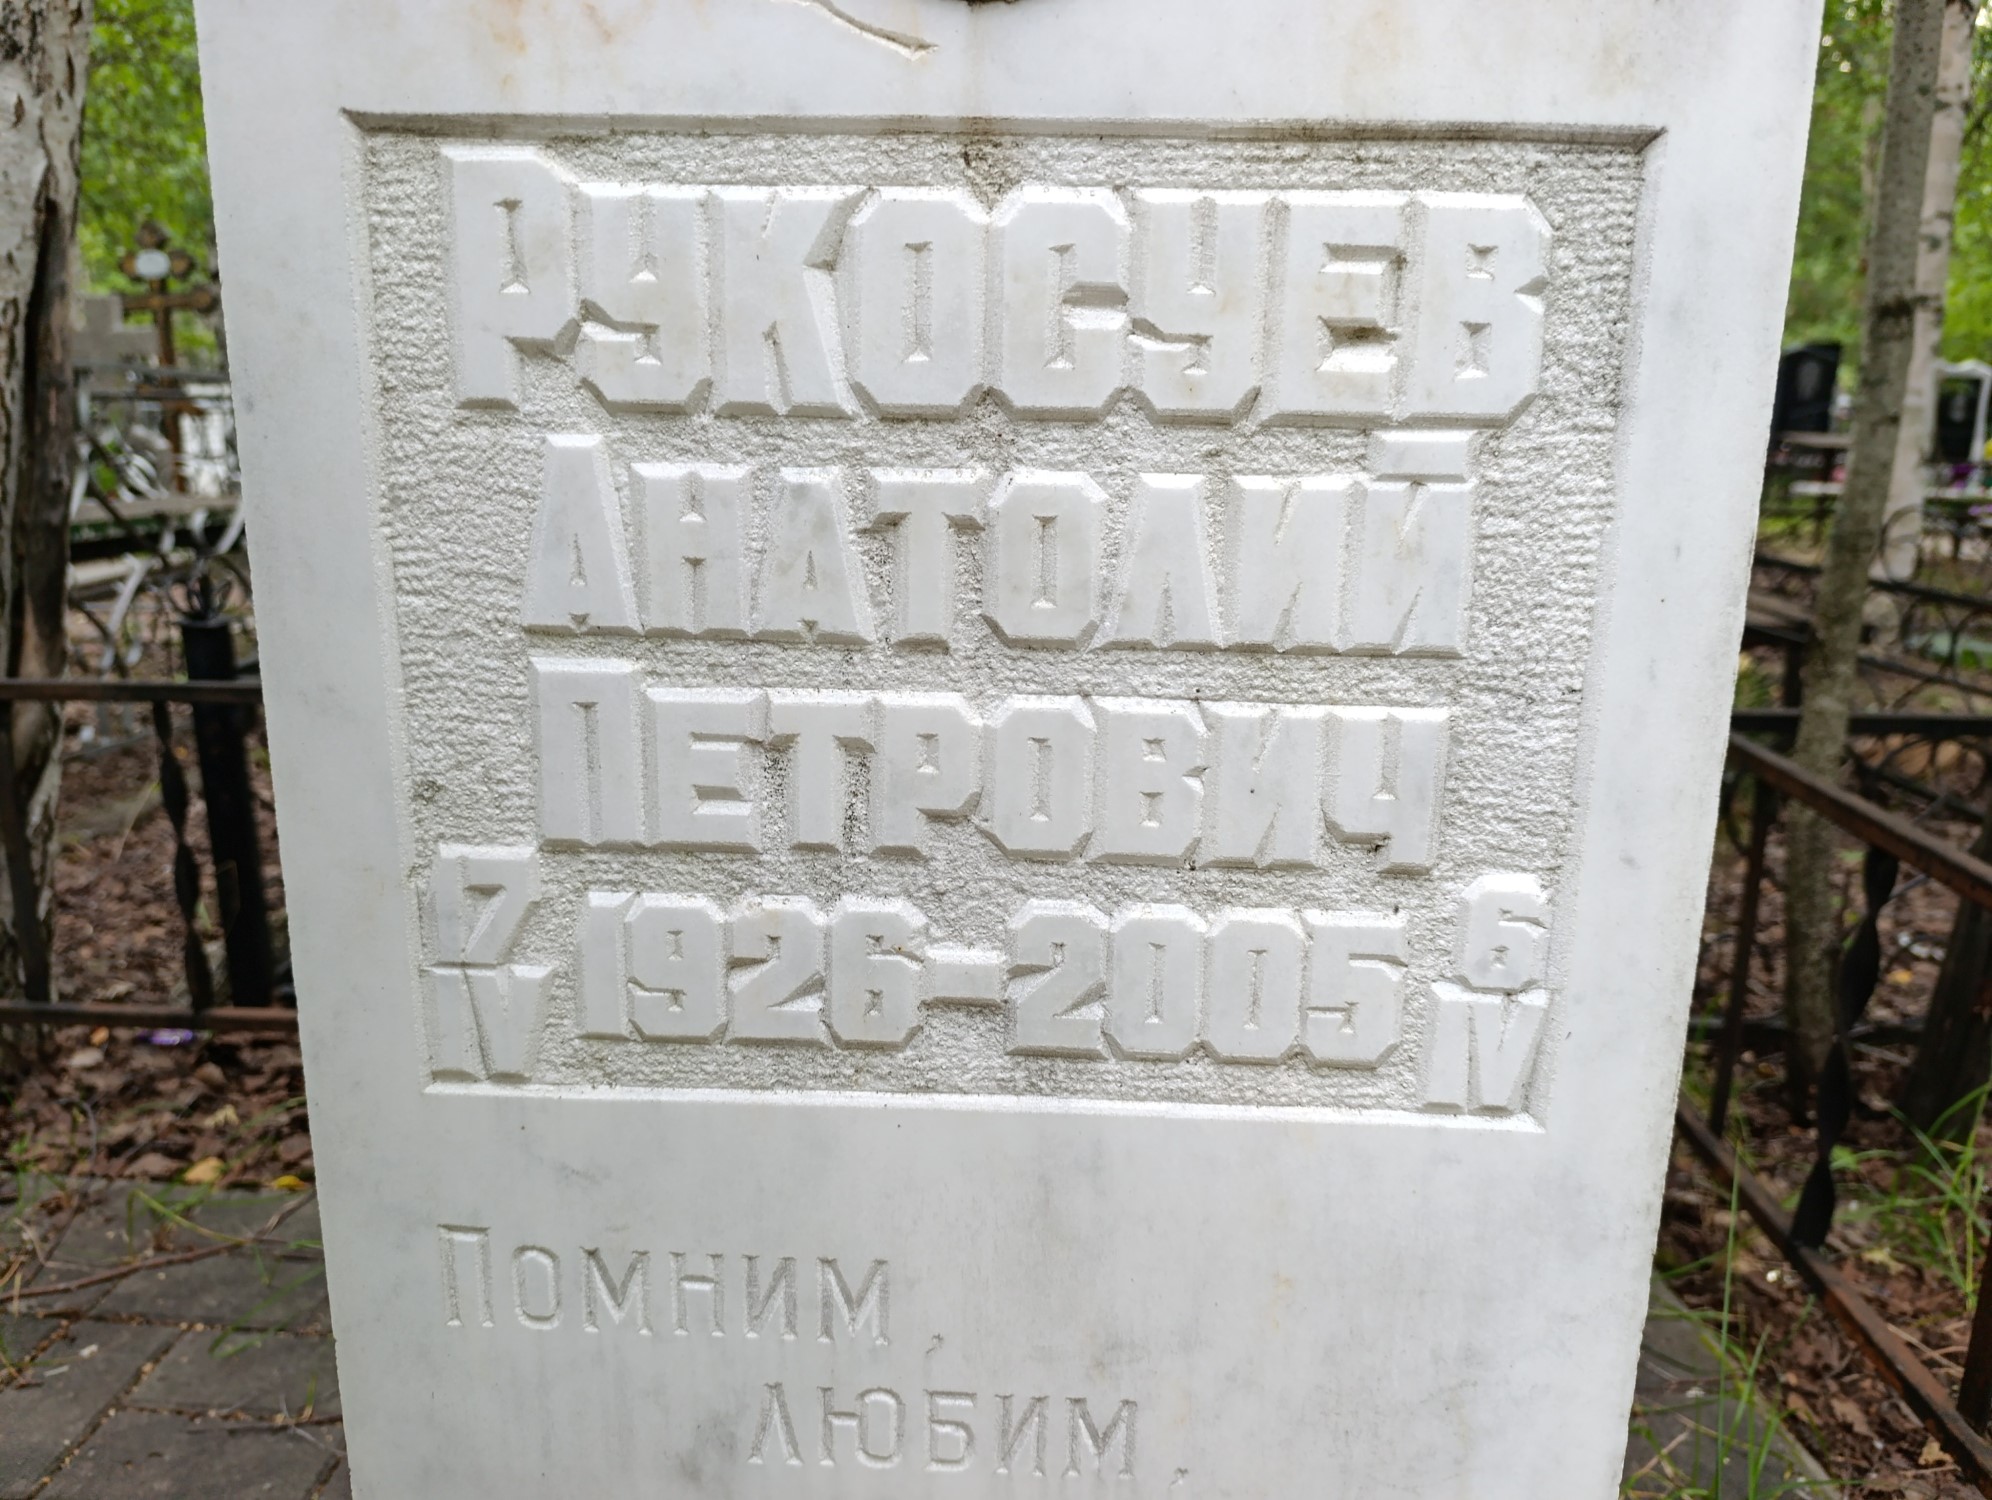 Рукосуев
Анатолий
Петрович
17 IV 1926-2005 6 IV
Помним,
любим,